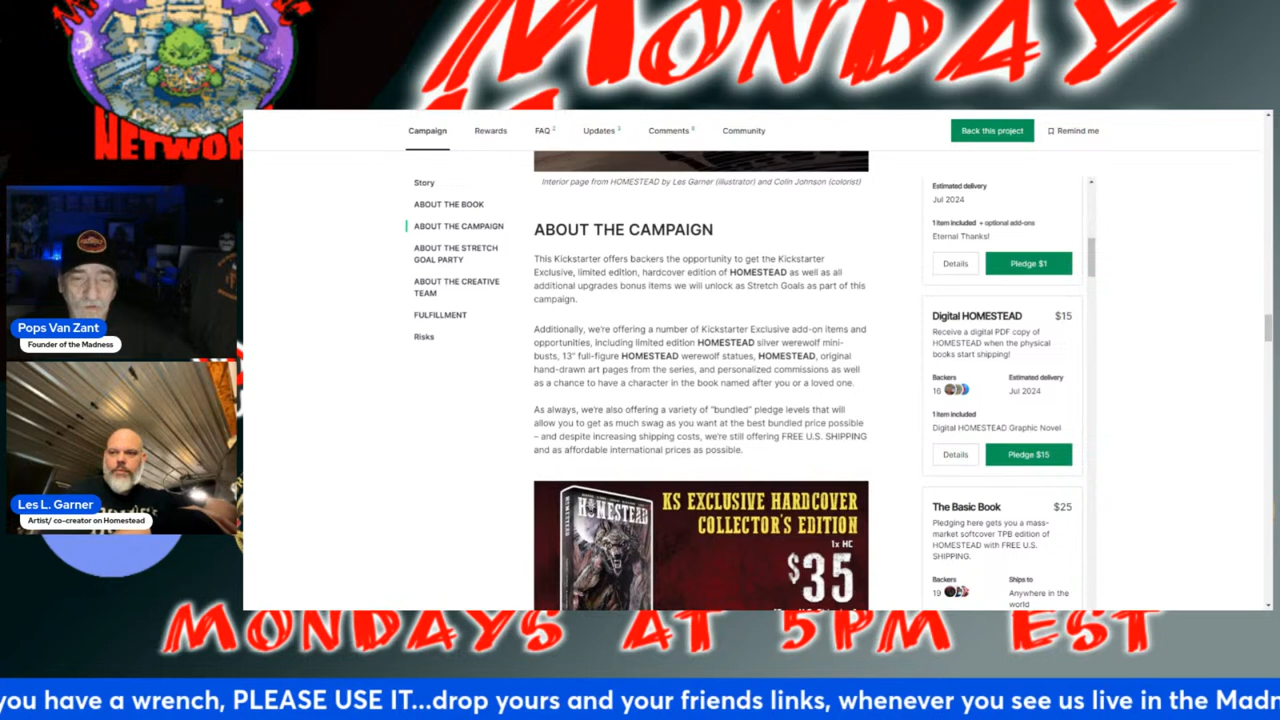 MONDAY
NETWOR
Campaign
Rewards
FAQ 2
Updates 3
Comments 8
Community
Back this project
Remind me
Interior page from HOMESTEAD by Les Garner (illustrator) and Colin Johnson (colorist)
Story
ABOUT THE BOOK
ABOUT THE CAMPAIGN
ABOUT THE STRETCH
GOAL PARTY
ABOUT THE CREATIVE
TEAM
FULFILLMENT
Risks
ABOUT THE CAMPAIGN
This Kickstarter offers backers the opportunity to get the Kickstarter
Exclusive, limited edition, hardcover edition of HOMESTEAD as well as all
additional upgrades bonus items we will unlock as Stretch Goals as part of this
campaign.
Additionally, we're offering a number of Kickstarter Exclusive add-on items and
opportunities, including limited edition HOMESTEAD silver werewolf mini-
busts, 13" full-figure HOMESTEAD werewolf statues, HOMESTEAD, original
hand-drawn art pages from the series, and personalized commissions as well
as a chance to have a character in the book named after you or a loved one.
As always, we're also offering a variety of "bundled" pledge levels that will
allow you to get as much swag as you want at the best bundled price possible
– and despite increasing shipping costs, we're still offering FREE U.S. SHIPPING
and as affordable international prices as possible.
HOMESTEAD
HOMESTEAD
KS EXCLUSIVE HARDCOVER
COLLECTOR'S EDITION
1x HC
$35
Estimated delivery
Jul 2024
1 item included + optional add-ons
Eternal Thanks!
Details
Pledge $1
Digital HOMESTEAD $15
Receive a digital PDF copy of
HOMESTEAD when the physical
books start shipping!
Backers
16
Estimated delivery
Jul 2024
1 item included
Digital HOMESTEAD Graphic Novel
Details
Pledge $15
The Basic Book $25
Pledging here gets you a mass-
market softcover TPB edition of
HOMESTEAD with FREE U.S.
SHIPPING.
Backers
19
Ships to
Anywhere in the
world
Pops Van Zant
Founder of the Madness
Les L. Garner
Artist/ co-creator on Homestead
MONDAYS AT 5PM EST
you have a wrench, PLEASE USE IT...drop yours and your friends links, whenever you see us live in the Madn